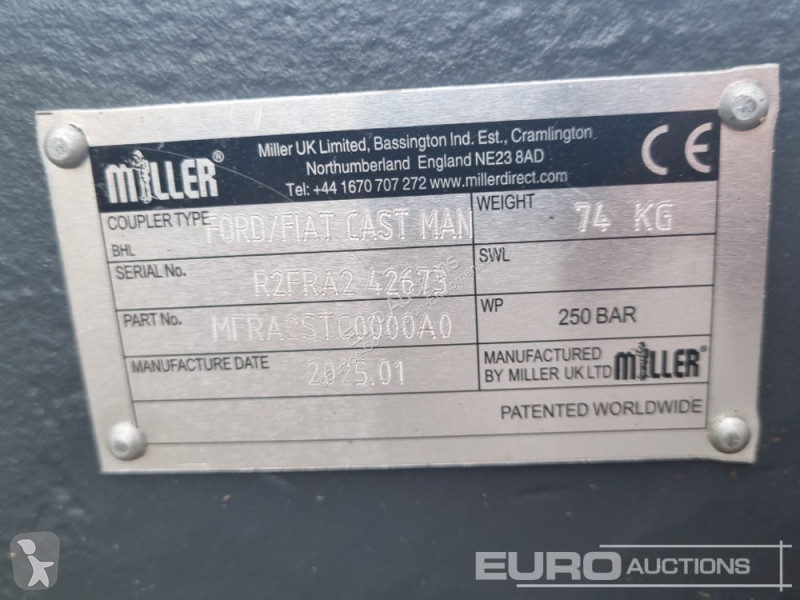 MILLER®
Miller UK Limited, Bassington Ind. Est., Cramlington
Northumberland England NE23 8AD
Tel: +44 1670 707 272 www.millerdirect.com
CE
COUPLER TYPE FORD/FIAT CAST MAN
BHL
WEIGHT 74 KG
SERIAL No. R2FRA2 42673
SWL
PART No. MFRA2STC0000A0
WP 250 BAR
MANUFACTURE DATE 2025.01
MANUFACTURED
BY MILLER UK LTD MILLER®
PATENTED WORLDWIDE
EURO AUCTIONS